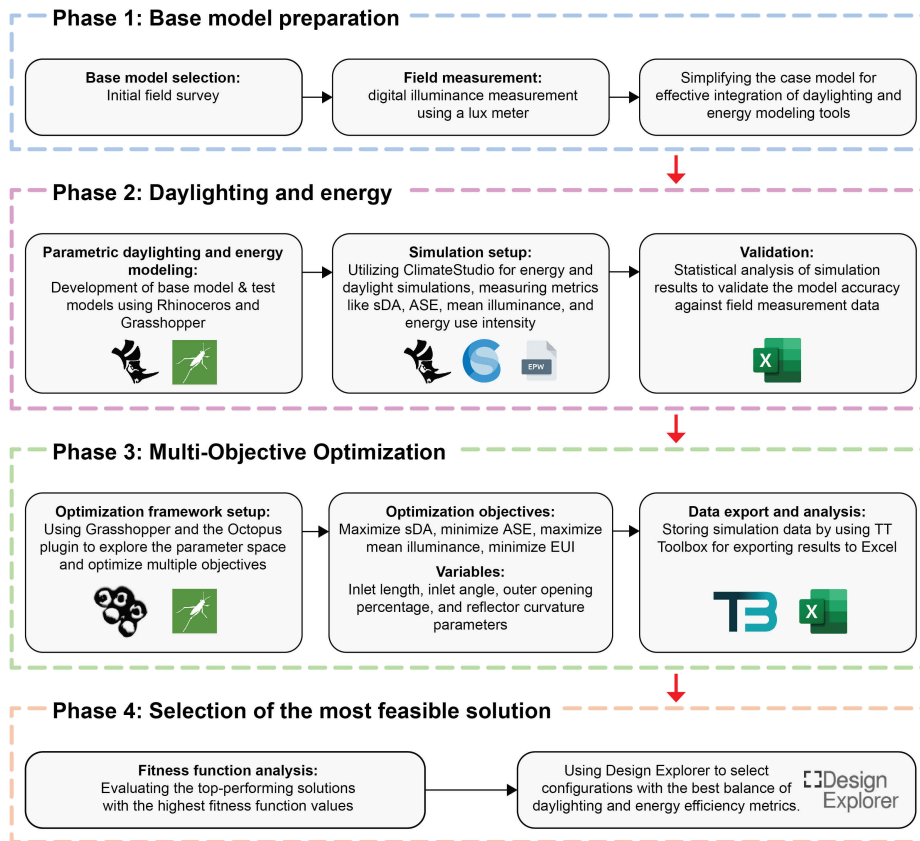 Phase 1: Base model preparation
Base model selection:
Initial field survey
Field measurement:
digital illuminance measurement
using a lux meter
Simplifying the case model for
effective integration of daylighting and
energy modeling tools
Phase 2: Daylighting and energy
Parametric daylighting and energy
modeling:
Development of base model & test
models using Rhinoceros and
Grasshopper
Simulation setup:
Utilizing ClimateStudio for energy and
daylight simulations, measuring metrics
like sDA, ASE, mean illuminance, and
energy use intensity
EPW
Validation:
Statistical analysis of simulation
results to validate the model accuracy
against field measurement data
X
Phase 3: Multi-Objective Optimization
Optimization framework setup:
Using Grasshopper and the Octopus
plugin to explore the parameter space
and optimize multiple objectives
Optimization objectives:
Maximize sDA, minimize ASE, maximize
mean illuminance, minimize EUI
Variables:
Inlet length, inlet angle, outer opening
percentage, and reflector curvature
parameters
Data export and analysis:
Storing simulation data by using TT
Toolbox for exporting results to Excel
X
Phase 4: Selection of the most feasible solution
Fitness function analysis:
Evaluating the top-performing solutions
with the highest fitness function values
Using Design Explorer to select
configurations with the best balance of
daylighting and energy efficiency metrics.
Design
Explorer